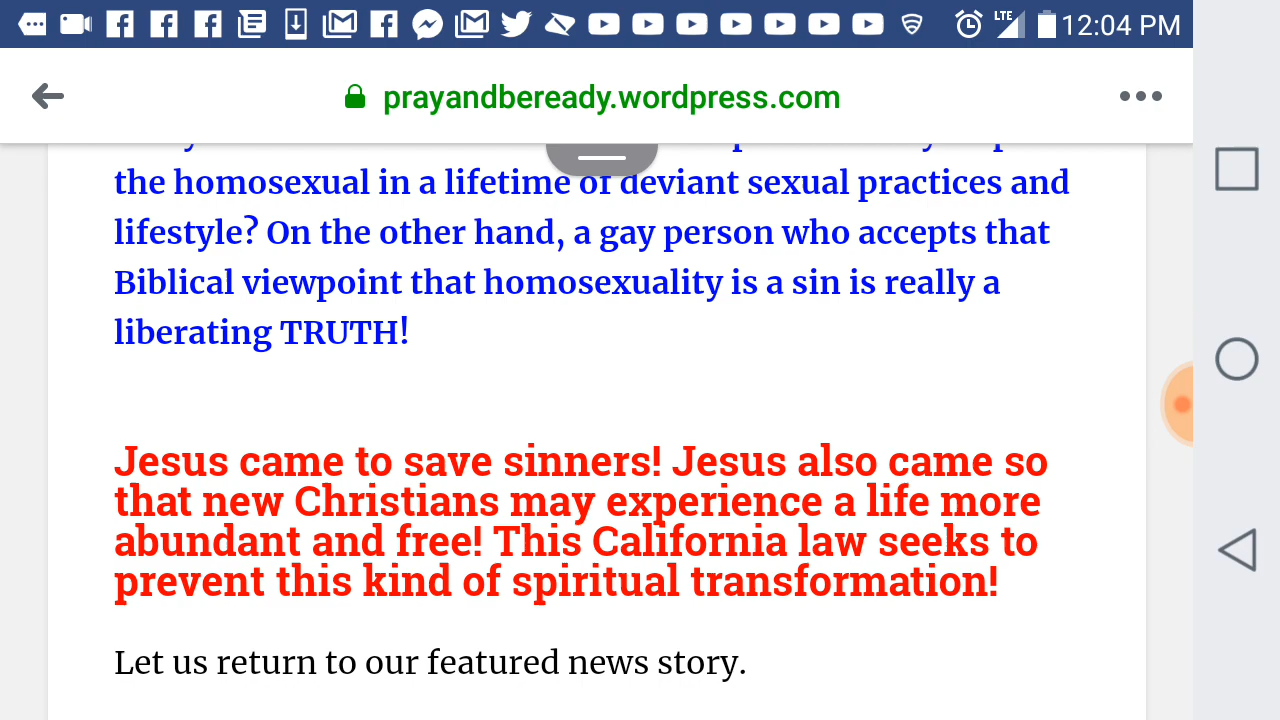 LTE 12:04 PM
prayandbeready.wordpress.com
the homosexual in a lifetime of deviant sexual practices and
lifestyle? On the other hand, a gay person who accepts that
Biblical viewpoint that homosexuality is a sin is really a
liberating TRUTH!
Jesus came to save sinners! Jesus also came so
that new Christians may experience a life more
abundant and free! This California law seeks to
prevent this kind of spiritual transformation!
Let us return to our featured news story.